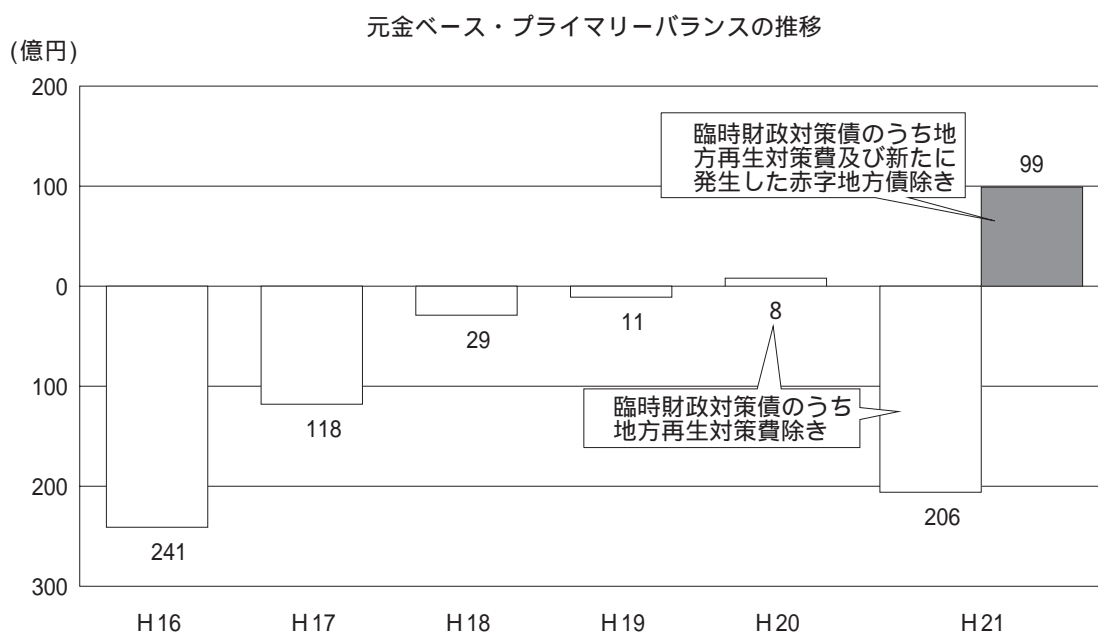 元金ベース・プライマリーバランスの推移
(億円)
200
臨時財政対策債のうち地
方再生対策費及び新たに
発生した赤字地方債除き
99
100
0
8
29
11
100
臨時財政対策債のうち
地方再生対策費除き
118
200
206
241
300
H16
H17
H18
H19
H20
H21